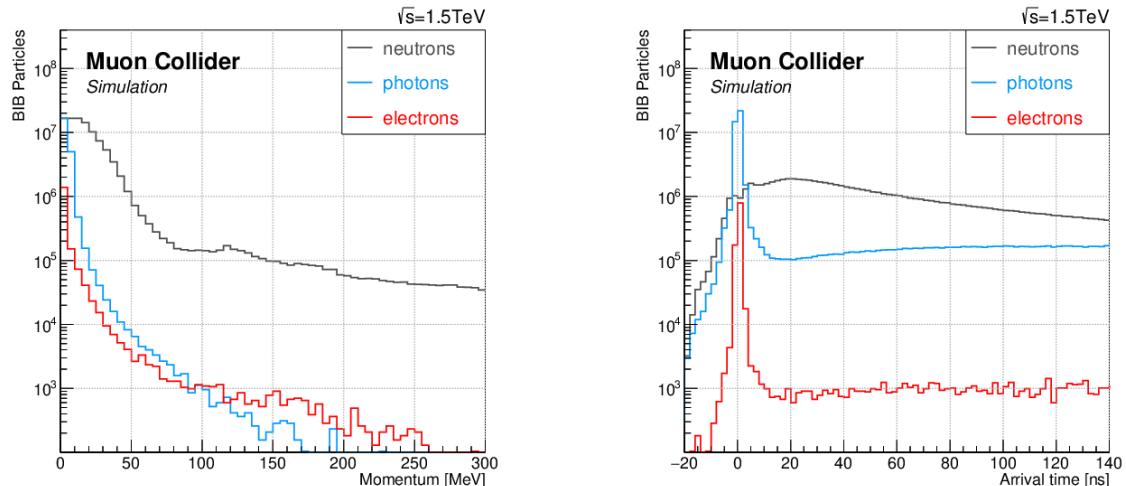 √s=1.5TeV
BIB Particles
Muon Collider
Simulation
neutrons
photons
electrons
10⁸
10⁷
10⁶
10⁵
10⁴
10³
0 50 100 150 200 250 300
Momentum [MeV]
√s=1.5TeV
BIB Particles
Muon Collider
Simulation
neutrons
photons
electrons
10⁸
10⁷
10⁶
10⁵
10⁴
10³
−20 0 20 40 60 80 100 120 140
Arrival time [ns]